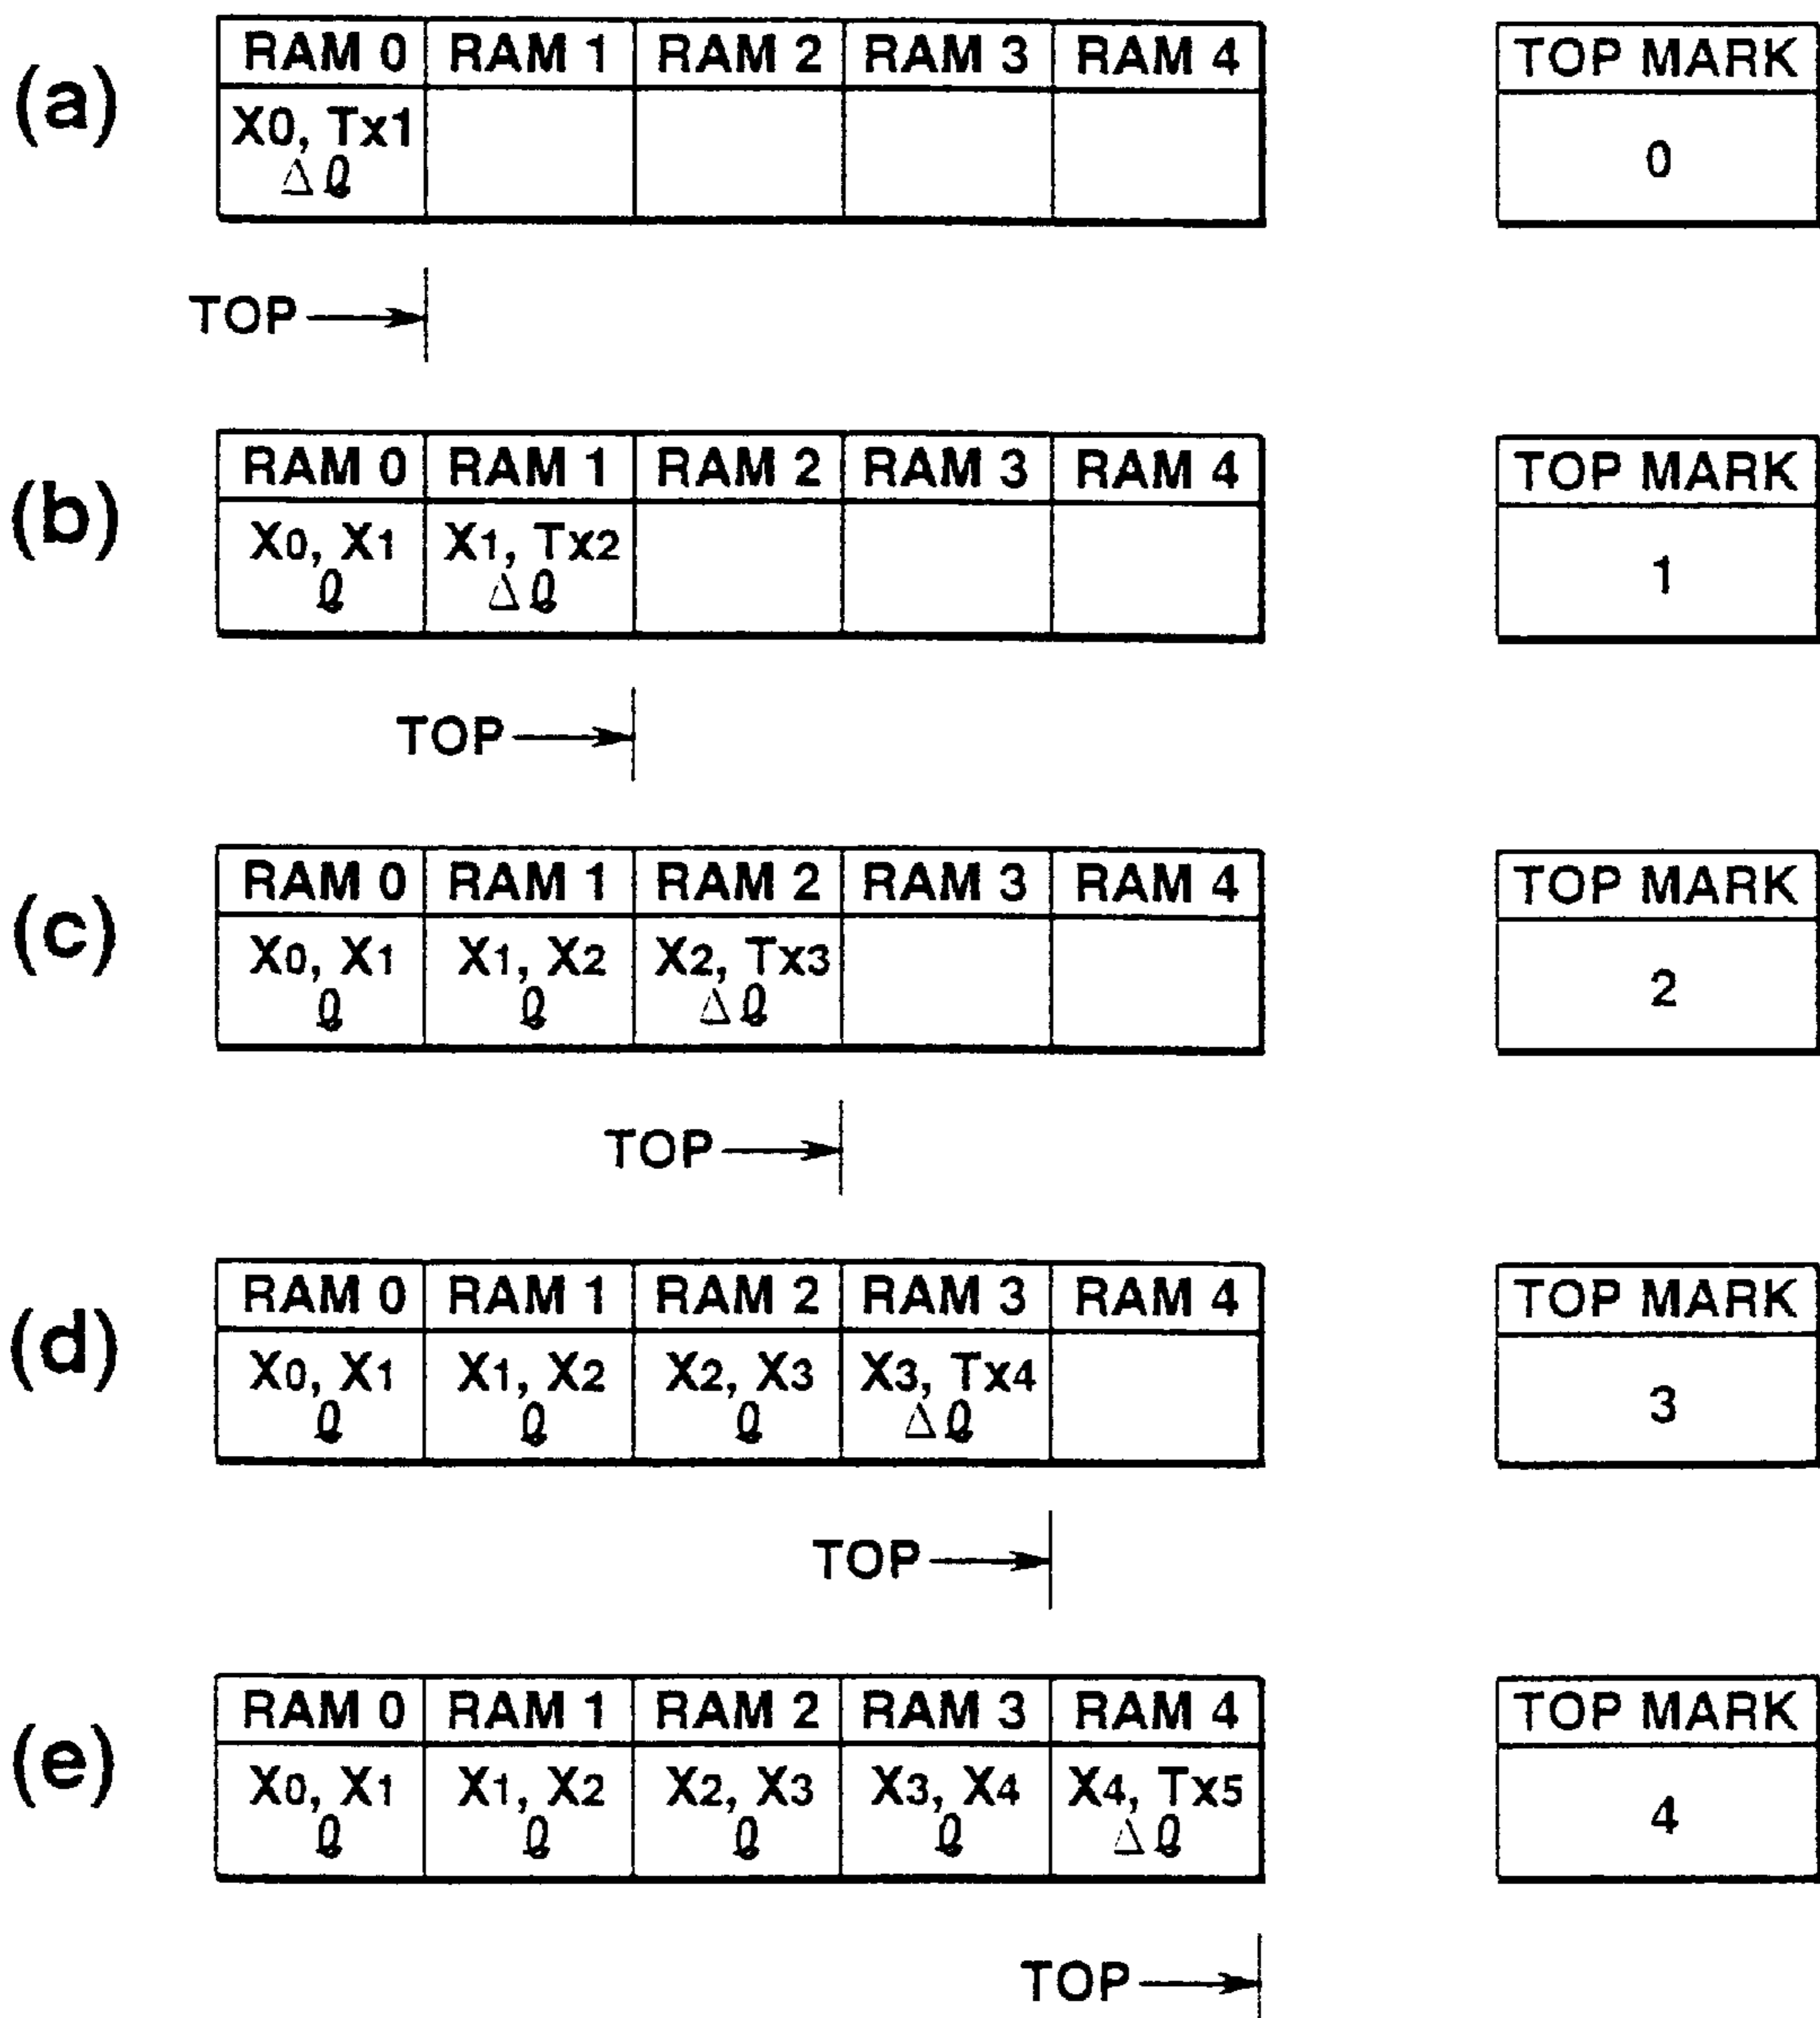 (a)
RAM 0 RAM 1 RAM 2 RAM 3 RAM 4 TOP MARK
X0, Tx1
Δ ℓ
0
TOP
(b)
RAM 0 RAM 1 RAM 2 RAM 3 RAM 4 TOP MARK
X0, X1 X1, Tx2
ℓ Δ ℓ
1
TOP
(c)
RAM 0 RAM 1 RAM 2 RAM 3 RAM 4 TOP MARK
X0, X1 X1, X2 X2, Tx3
ℓ ℓ Δ ℓ
2
TOP
(d)
RAM 0 RAM 1 RAM 2 RAM 3 RAM 4 TOP MARK
X0, X1 X1, X2 X2, X3 X3, Tx4
ℓ ℓ ℓ Δ ℓ
3
TOP
(e)
RAM 0 RAM 1 RAM 2 RAM 3 RAM 4 TOP MARK
X0, X1 X1, X2 X2, X3 X3, X4 X4, Tx5
ℓ ℓ ℓ ℓ Δ ℓ
4
TOP